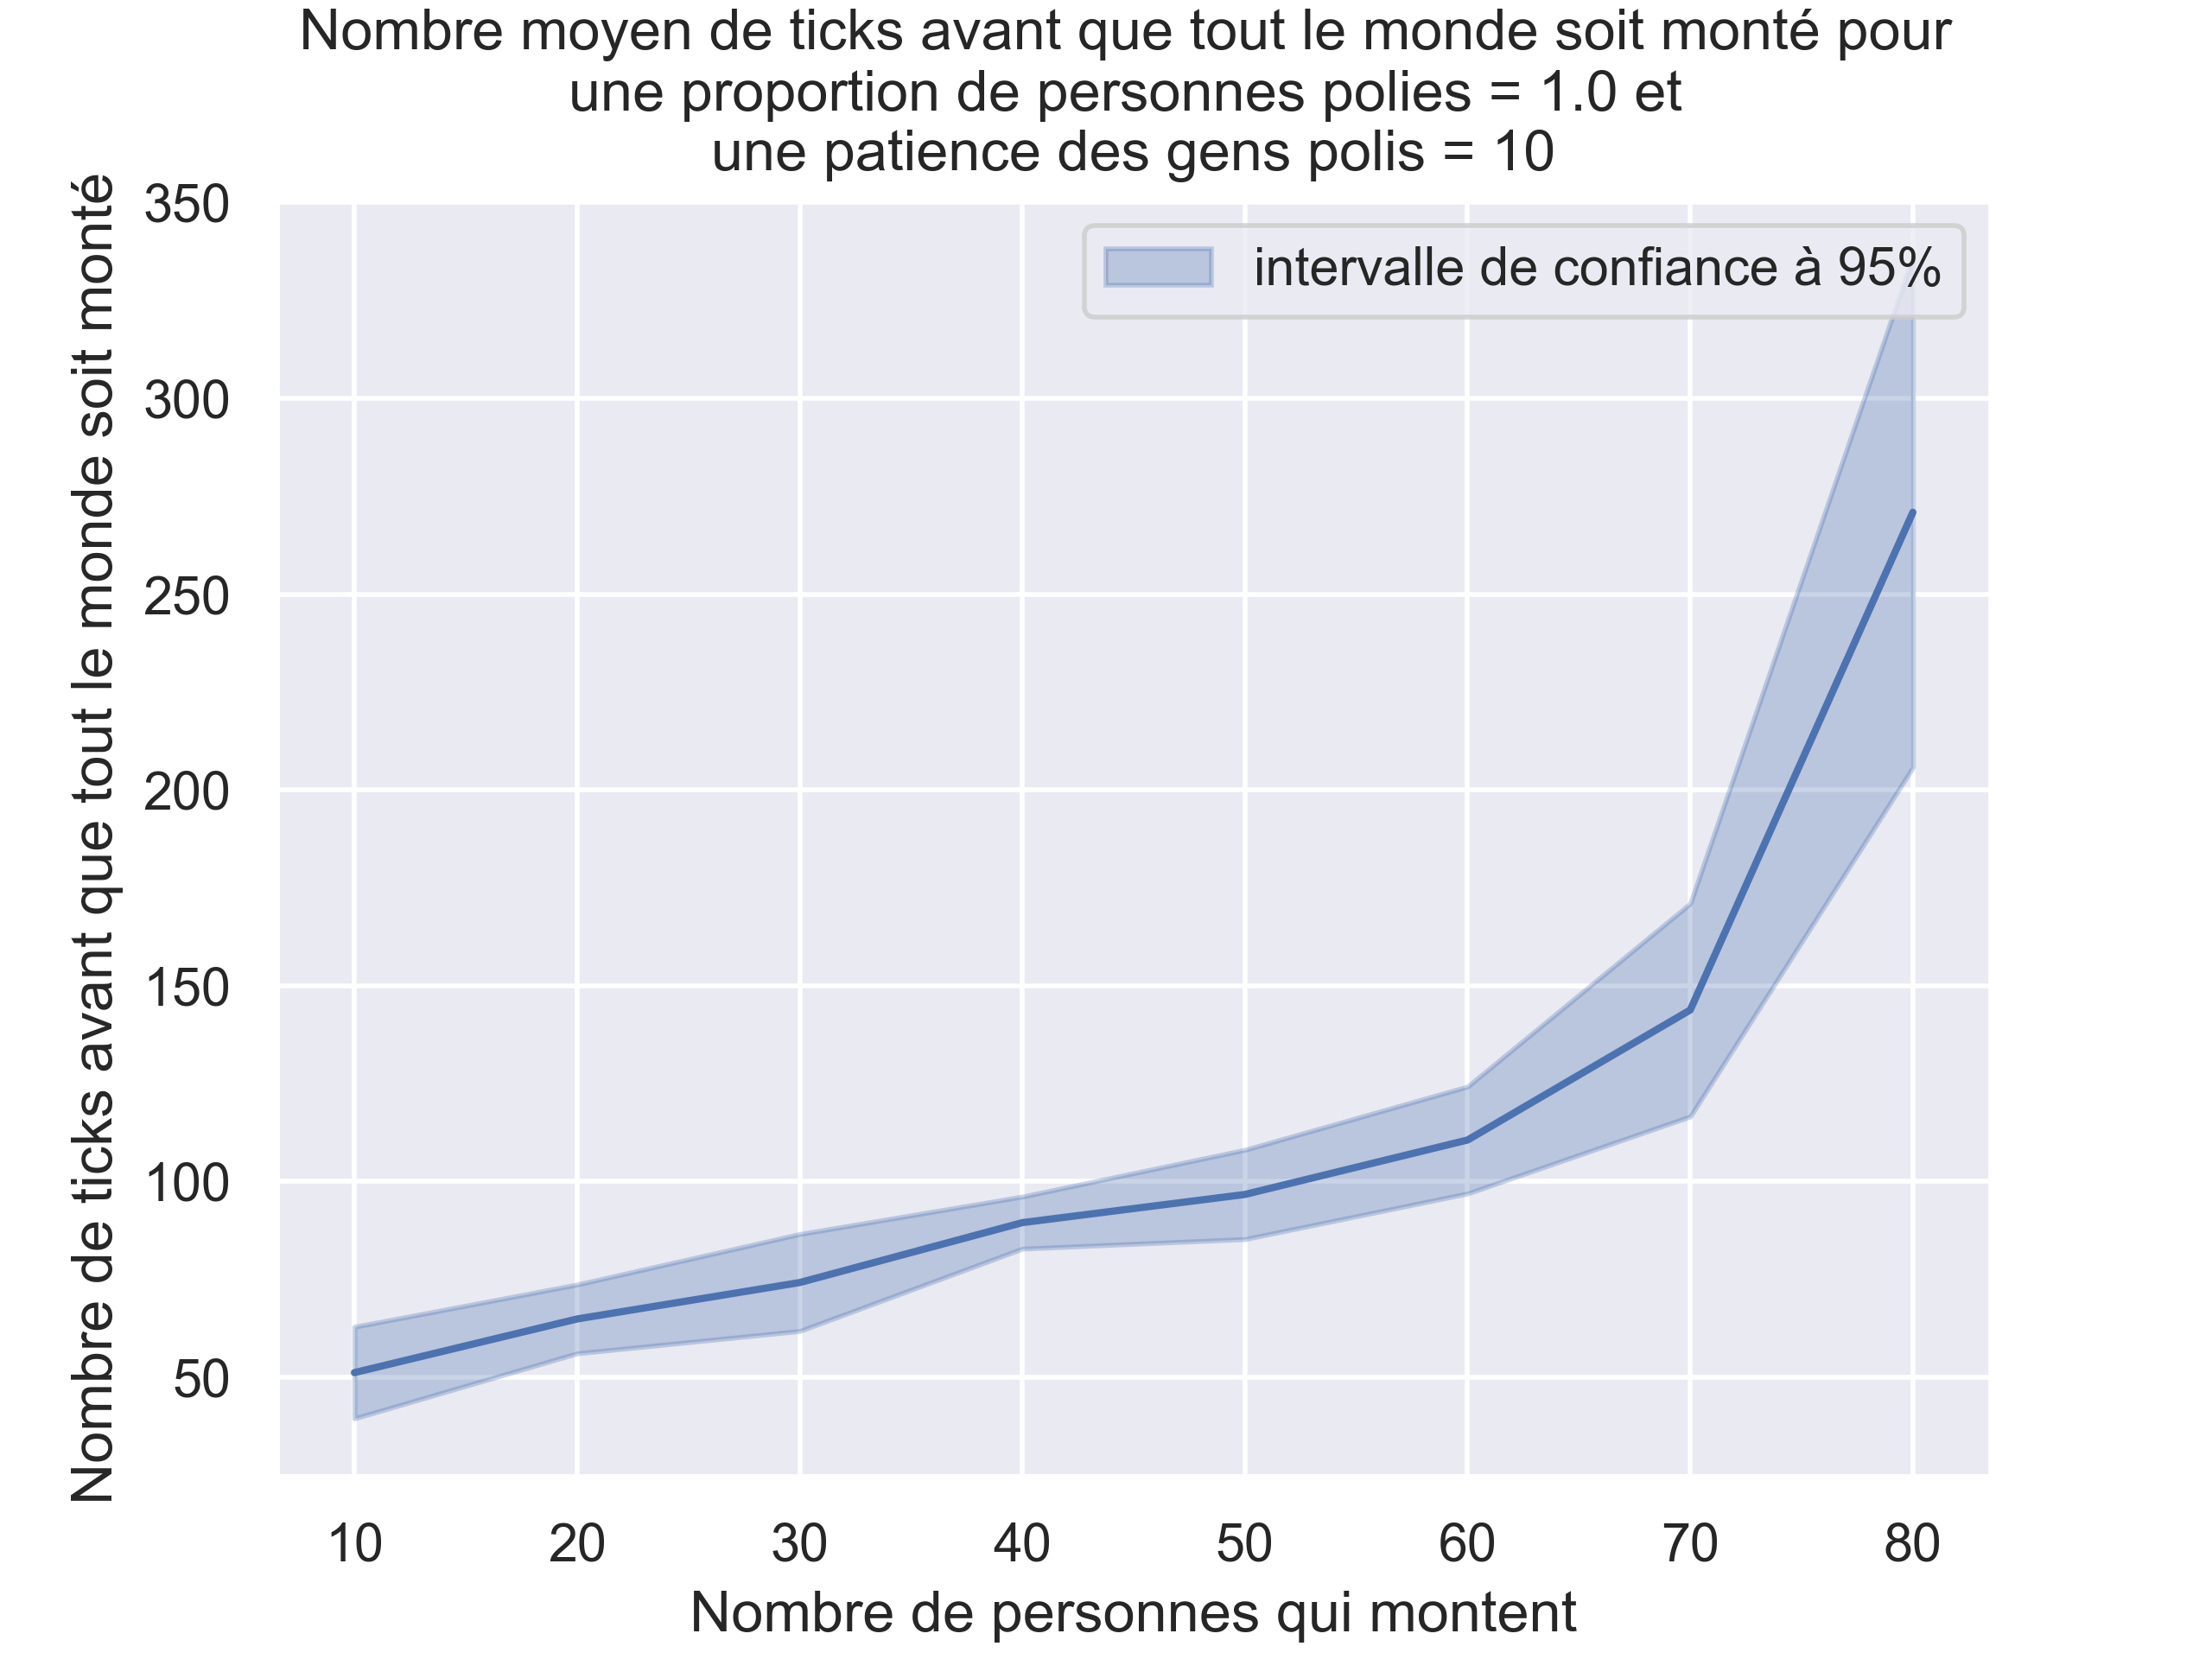 Nombre moyen de ticks avant que tout le monde soit monté pour
une proportion de personnes polies = 1.0 et
une patience des gens polis = 10
intervalle de confiance à 95%
Nombre de ticks avant que tout le monde soit monté
350
300
250
200
150
100
50
10 20 30 40 50 60 70 80
Nombre de personnes qui montent